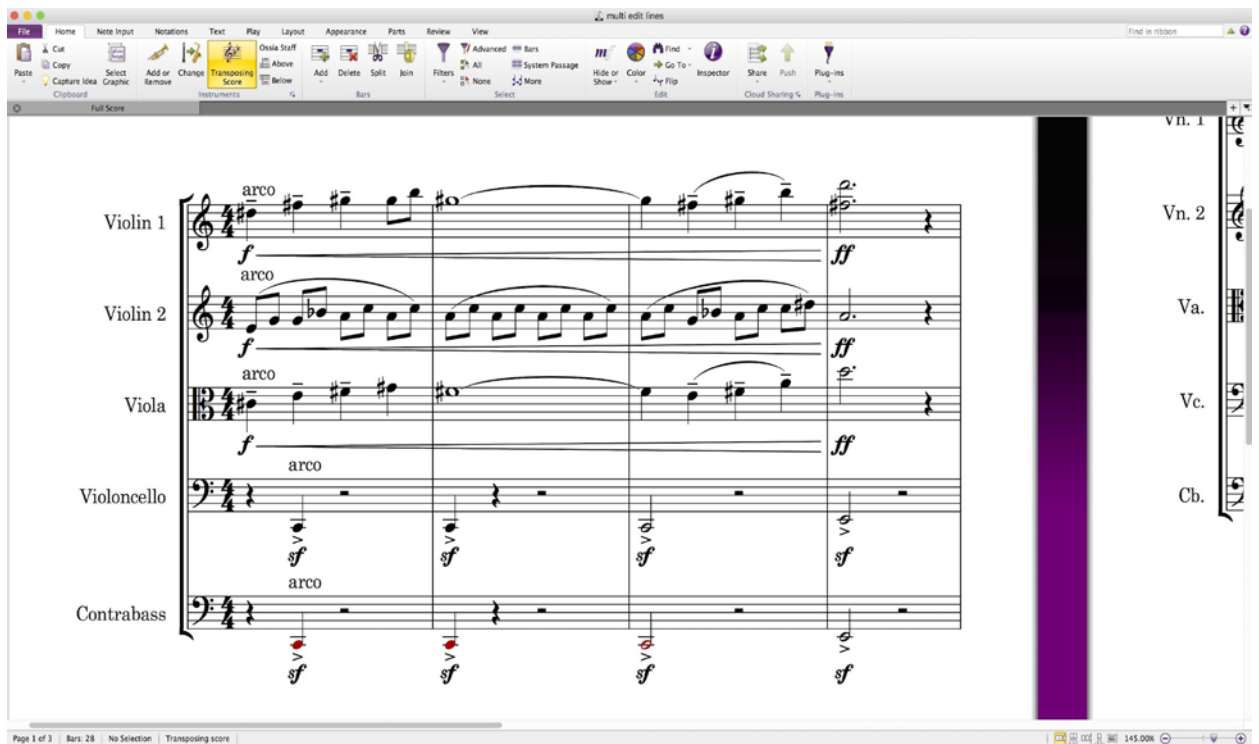 multi edit lines
File Home Note Input Notations Text Play Layout Appearance Parts Review View Find in ribbon
Paste
Cut
Copy
Capture Idea
Select Graphic
Clipboard
Add or Remove
Change
Transposing Score
Ossia Staff
Above
Below
Instruments
Add
Delete
Split
Join
Bars
Filters
Advanced
All
None
Bars
System Passage
More
Select
Hide or Show
Color
Find
Go To
Flip
Inspector
Edit
Share
Push
Cloud Sharing
Plug-ins
Plug-ins
Full Score
Vn. 1
arco
Violin 1
Vn. 2
f ff
arco
Violin 2
Va.
f ff
arco
Viola
Vc.
f ff
arco
Violoncello
Cb.
sf sf sf sf
arco
Contrabass
sf sf sf sf
Page 1 of 3 Bars: 28 No Selection Transposing score 145.00%